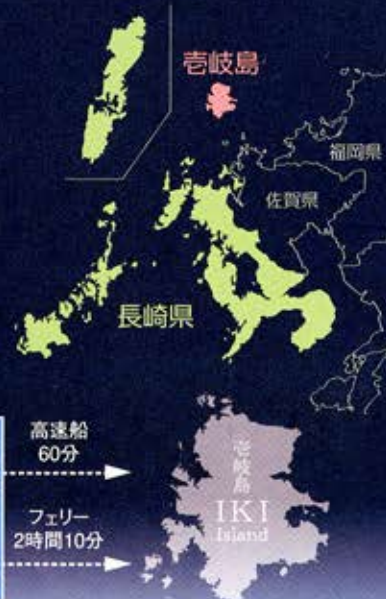 壱岐島
福岡県
佐賀県
長崎県
高速船
60分
フェリー
2時間10分
壱岐島
IKI
Island